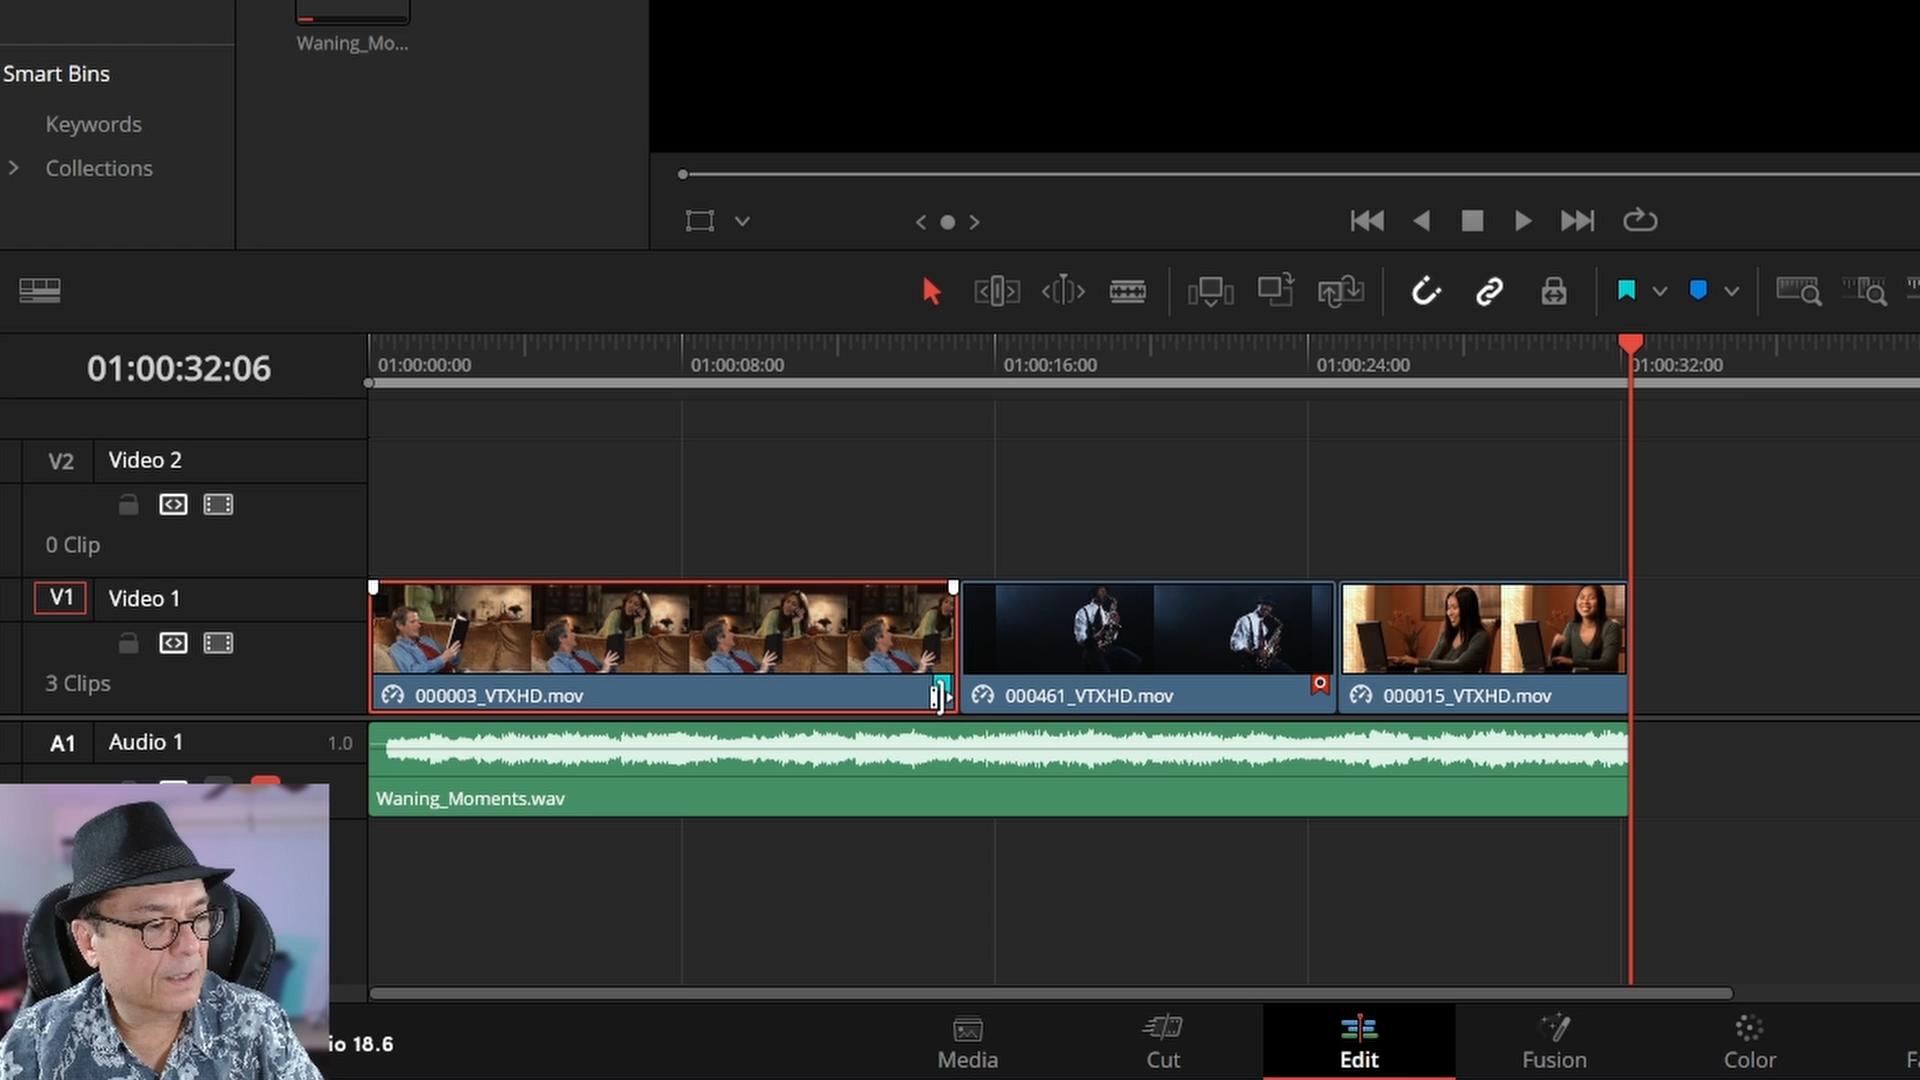 Waning_Mo...
Smart Bins
Keywords
Collections
01:00:32:06
01:00:00:00
01:00:08:00
01:00:16:00
01:00:24:00
01:00:32:00
V2
Video 2
0 Clip
V1
Video 1
3 Clips
000003_VTXHD.mov
000461_VTXHD.mov
000015_VTXHD.mov
A1
Audio 1
1.0
Waning_Moments.wav
io 18.6
Media
Cut
Edit
Fusion
Color